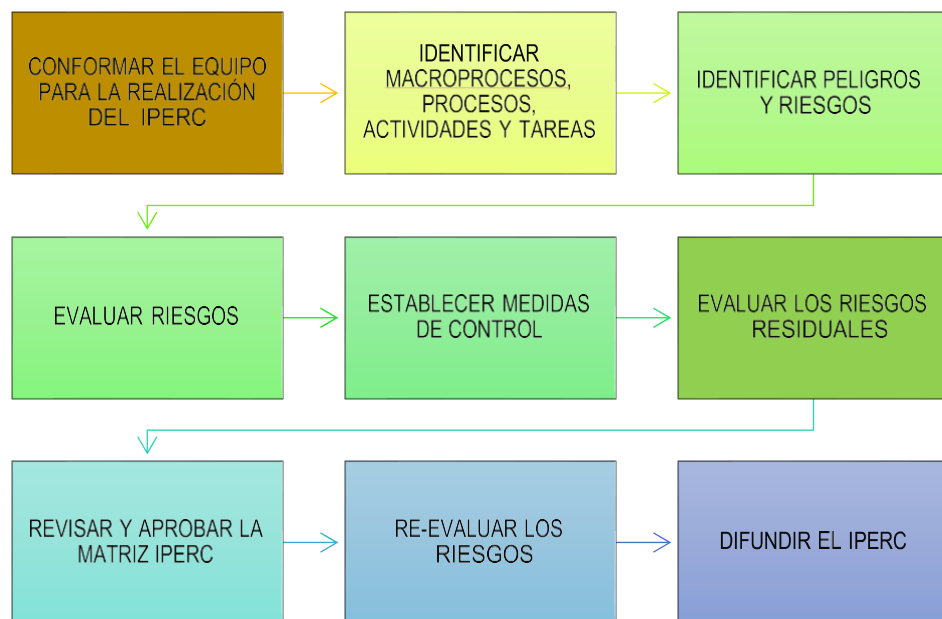 CONFORMAR EL EQUIPO
PARA LA REALIZACIÓN
DEL IPERC
IDENTIFICAR
MACROPROCESOS,
PROCESOS,
ACTIVIDADES Y TAREAS
IDENTIFICAR PELIGROS
Y RIESGOS
EVALUAR RIESGOS
ESTABLECER MEDIDAS
DE CONTROL
EVALUAR LOS RIESGOS
RESIDUALES
REVISAR Y APROBAR LA
MATRIZ IPERC
RE-EVALUAR LOS
RIESGOS
DIFUNDIR EL IPERC